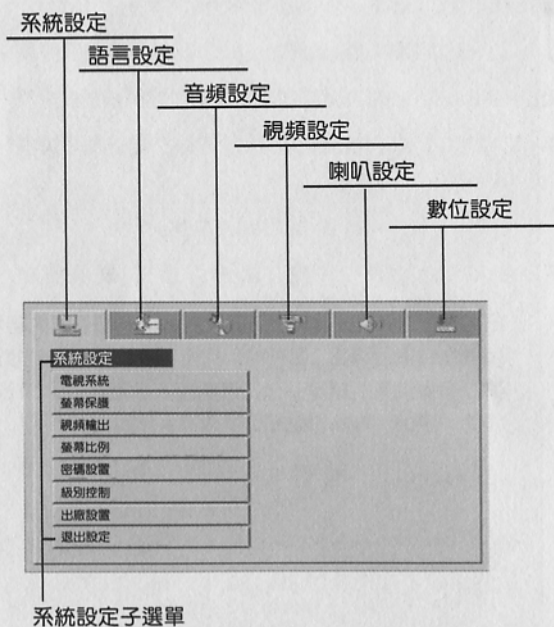 系統設定
語言設定
音頻設定
視頻設定
喇叭設定
數位設定
系統設定
電視系統
螢幕保護
視頻輸出
螢幕比例
密碼設置
級別控制
出廠設置
退出設定
系統設定子選單